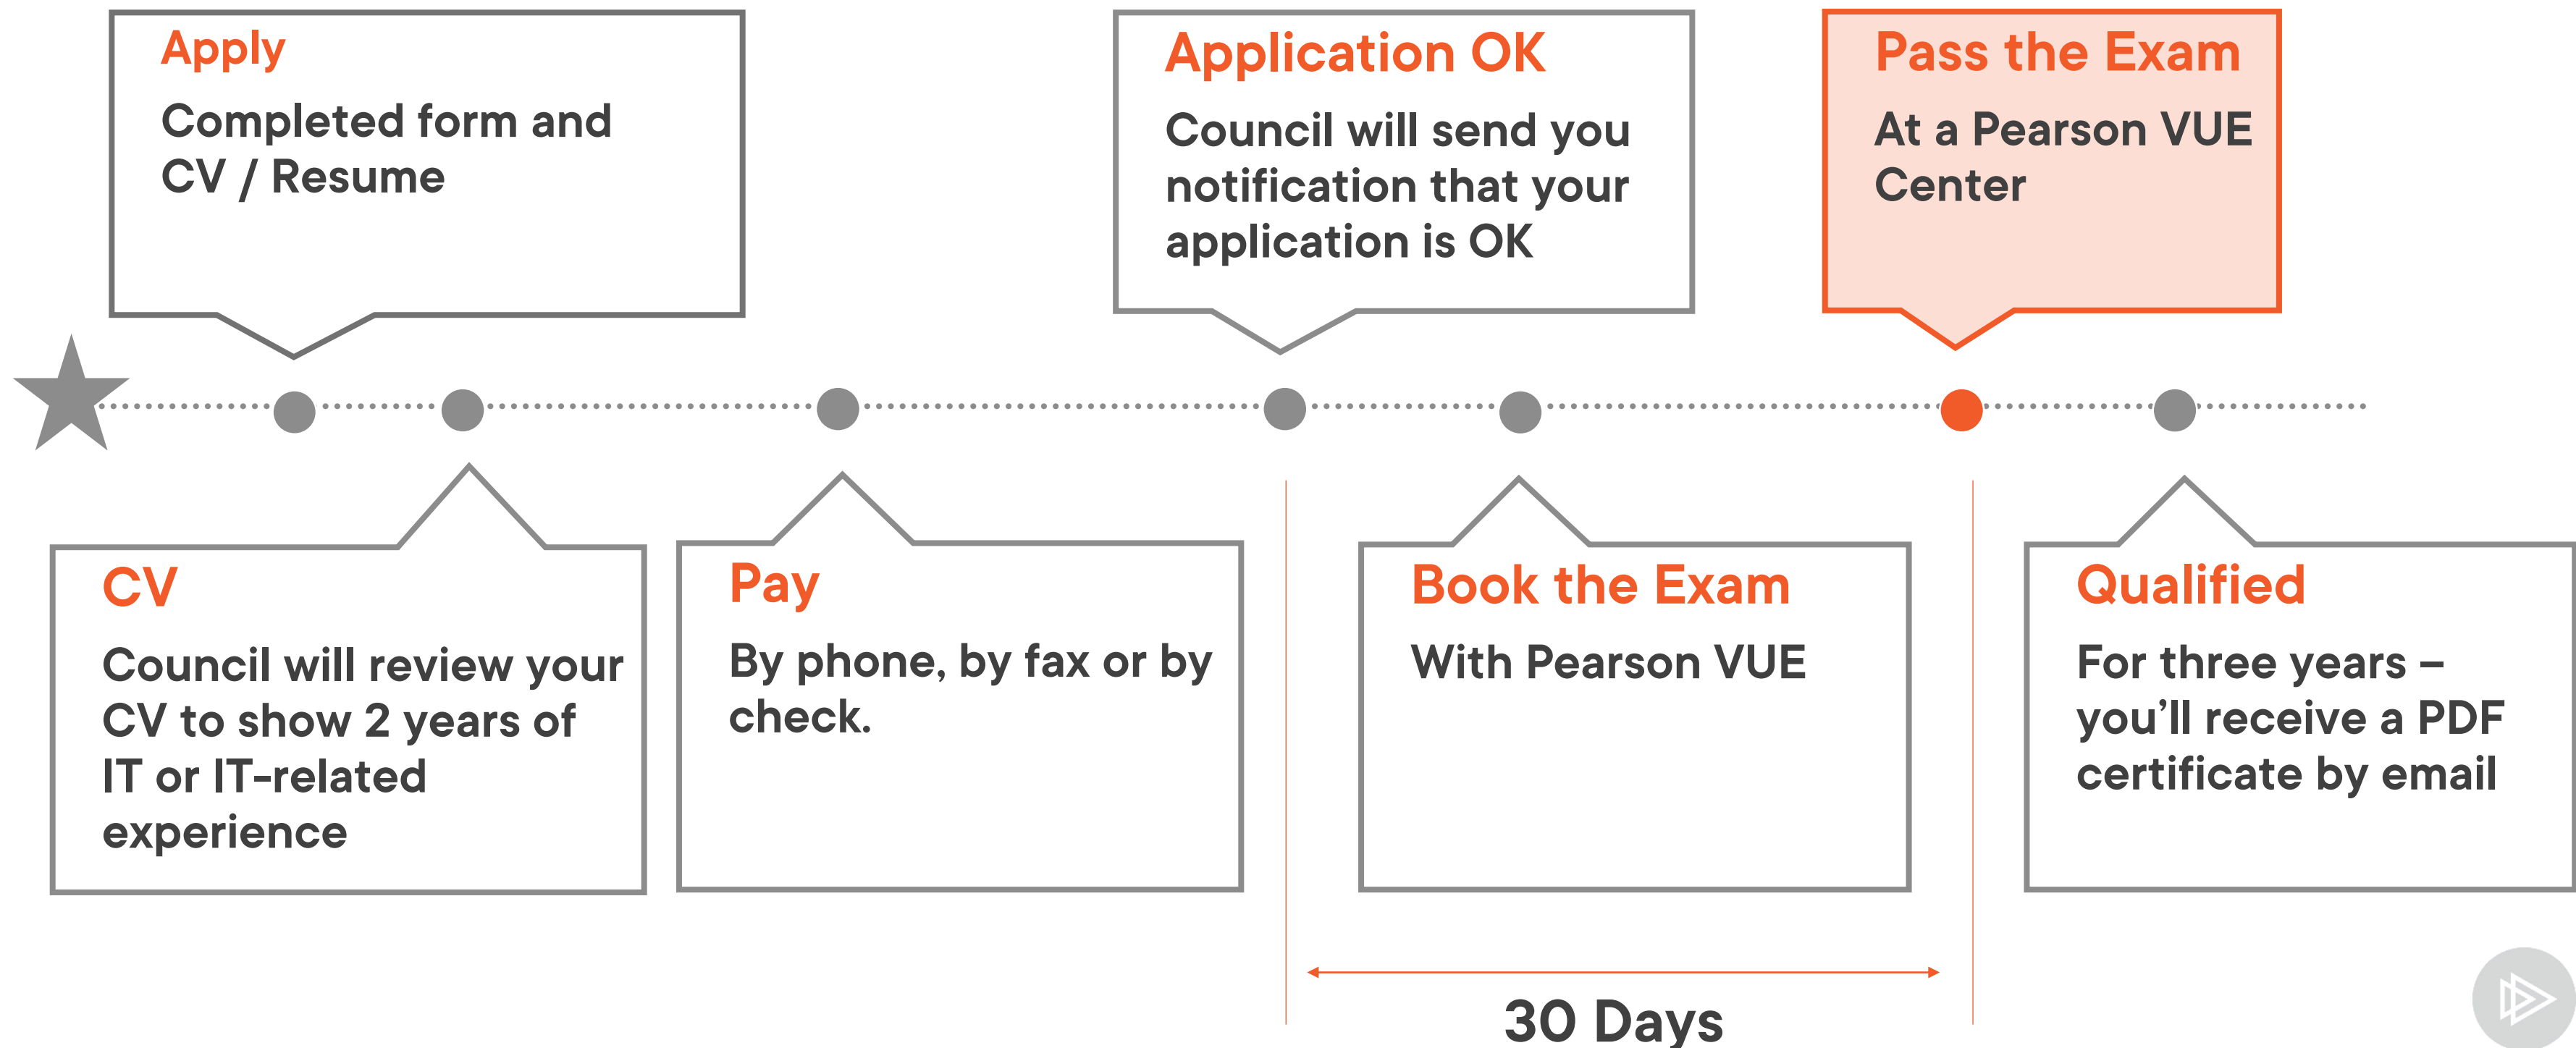 Apply
Completed form and
CV / Resume
Application OK
Council will send you
notification that your
application is OK
Pass the Exam
At a Pearson VUE
Center
CV
Council will review your
CV to show 2 years of
IT or IT-related
experience
Pay
By phone, by fax or by
check.
Book the Exam
With Pearson VUE
Qualified
For three years –
you’ll receive a PDF
certificate by email
30 Days